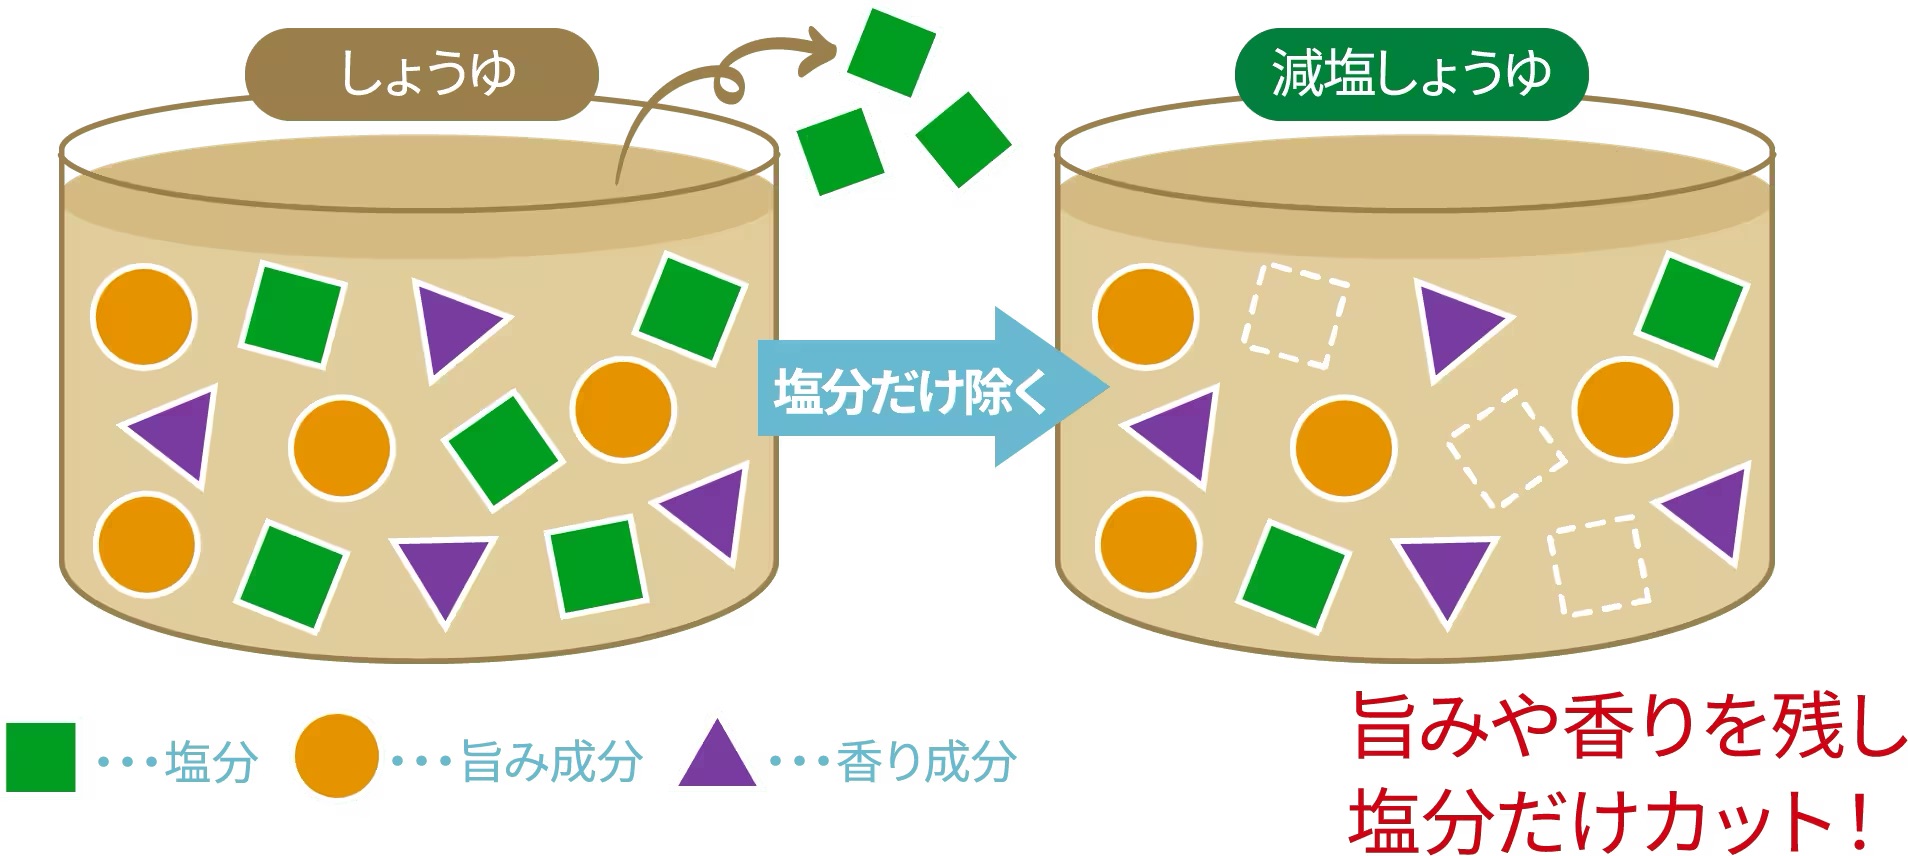 しょうゆ
減塩しょうゆ
塩分だけ除く
…塩分
…旨み成分
…香り成分
旨みや香りを残し
塩分だけカット!